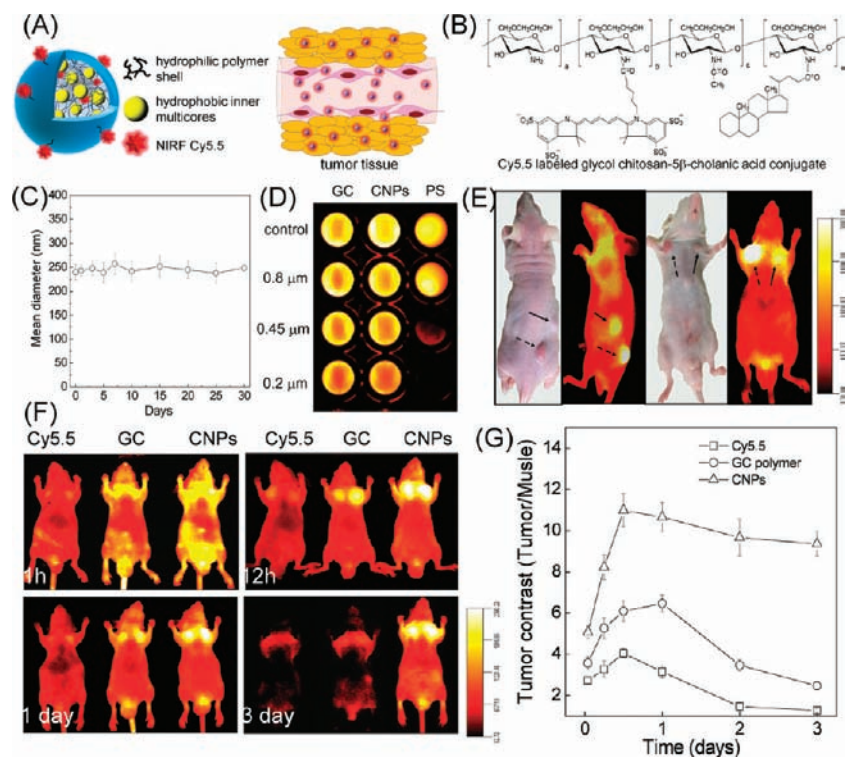 (A)
hydrophilic polymer
shell
hydrophobic inner
multicores
NIRF Cy5.5
tumor tissue
(B)
Cy5.5 labeled glycol chitosan-5β-cholanic acid conjugate
(C)
Mean diameter (nm)
400
350
300
250
200
150
100
50
0
0 5 10 15 20 25 30
Days
(D)
GC CNPs PS
control
0.8 μm
0.45 μm
0.2 μm
(E)
(F)
Cy5.5 GC CNPs Cy5.5 GC CNPs
1h 12h
1 day 3 day
(G)
Tumor contrast (Tumor/Musle)
14
12
10
8
6
4
2
Cy5.5
GC polymer
CNPs
0 1 2 3
Time (days)